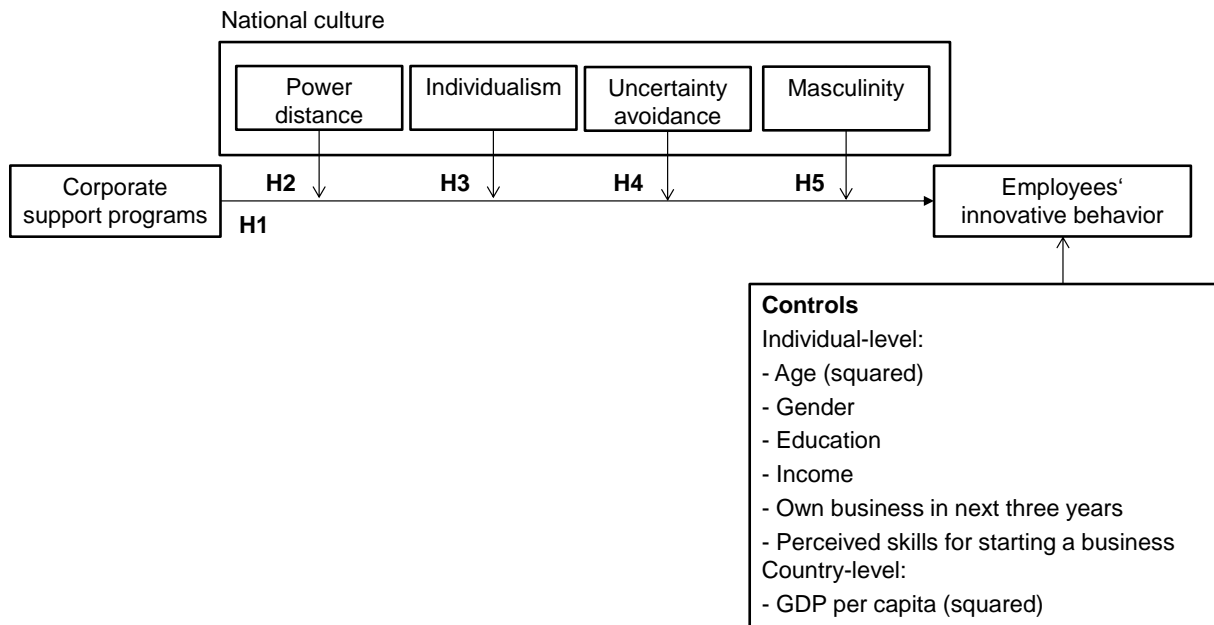 National culture
Power
distance
Individualism
Uncertainty
avoidance
Masculinity
H2
H3
H4
H5
Corporate
support programs
H1
Employees‘
innovative behavior
Controls
Individual-level:
- Age (squared)
- Gender
- Education
- Income
- Own business in next three years
- Perceived skills for starting a business
Country-level:
- GDP per capita (squared)